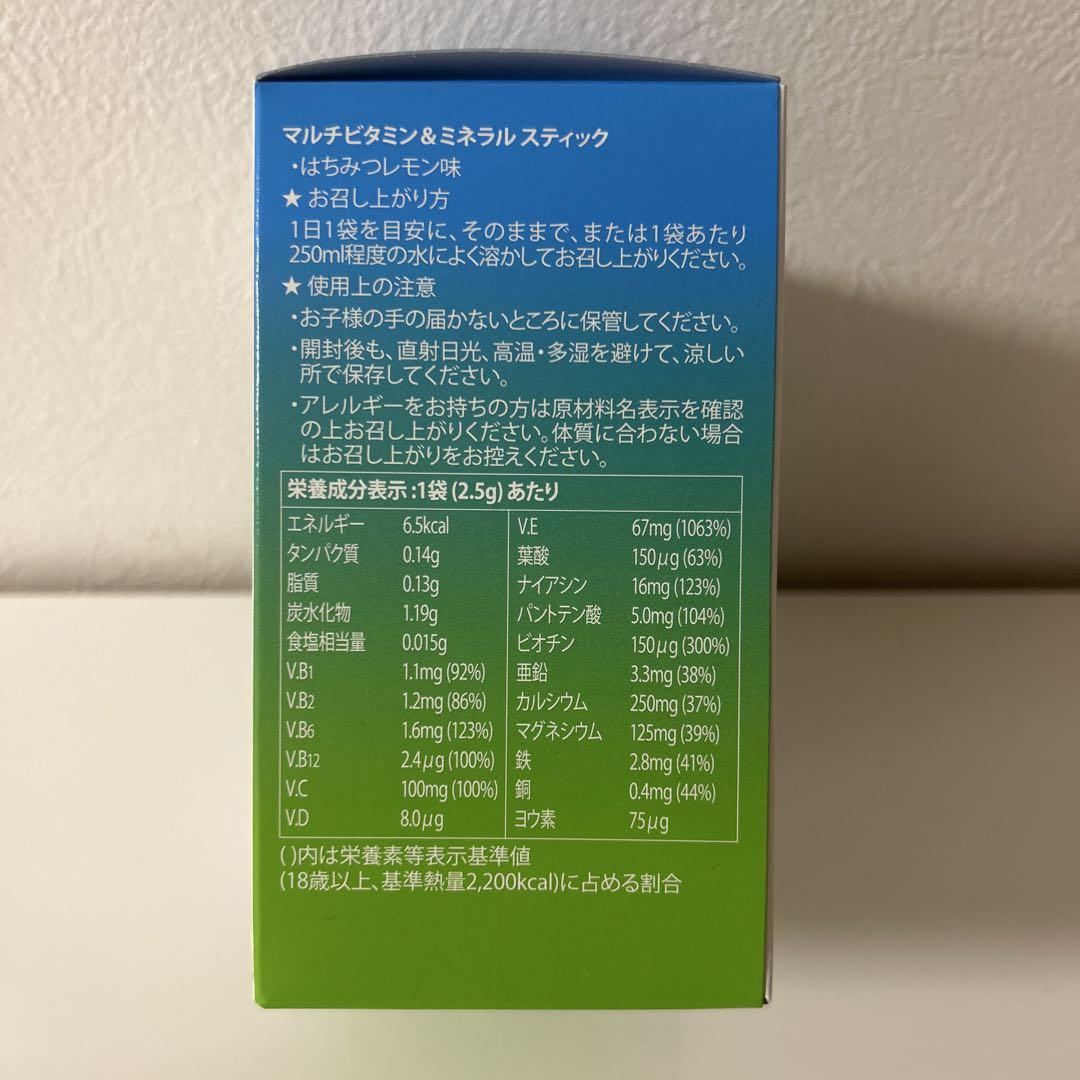 マルチビタミン&ミネラル スティック
・はちみつレモン味
★ お召し上がり方
1日1袋を目安に、そのままで、または1袋あたり
250ml程度の水によく溶かしてお召し上がりください。
★ 使用上の注意
・お子様の手の届かないところに保管してください。
・開封後も、直射日光、高温・多湿を避けて、涼しい
所で保存してください。
・アレルギーをお持ちの方は原材料名表示を確認
の上お召し上がりください。体質に合わない場合
はお召し上がりをお控えください。
栄養成分表示:1袋 (2.5g) あたり
エネルギー 6.5kcal
タンパク質 0.14g
脂質 0.13g
炭水化物 1.19g
食塩相当量 0.015g
V.B1 1.1mg (92%)
V.B2 1.2mg (86%)
V.B6 1.6mg (123%)
V.B12 2.4μg (100%)
V.C 100mg (100%)
V.D 8.0μg
V.E 67mg (1063%)
葉酸 150μg (63%)
ナイアシン 16mg (123%)
パントテン酸 5.0mg (104%)
ビオチン 150μg (300%)
亜鉛 3.3mg (38%)
カルシウム 250mg (37%)
マグネシウム 125mg (39%)
鉄 2.8mg (41%)
銅 0.4mg (44%)
ヨウ素 75μg
( )内は栄養素等表示基準値
(18歳以上、基準熱量2,200kcal)に占める割合